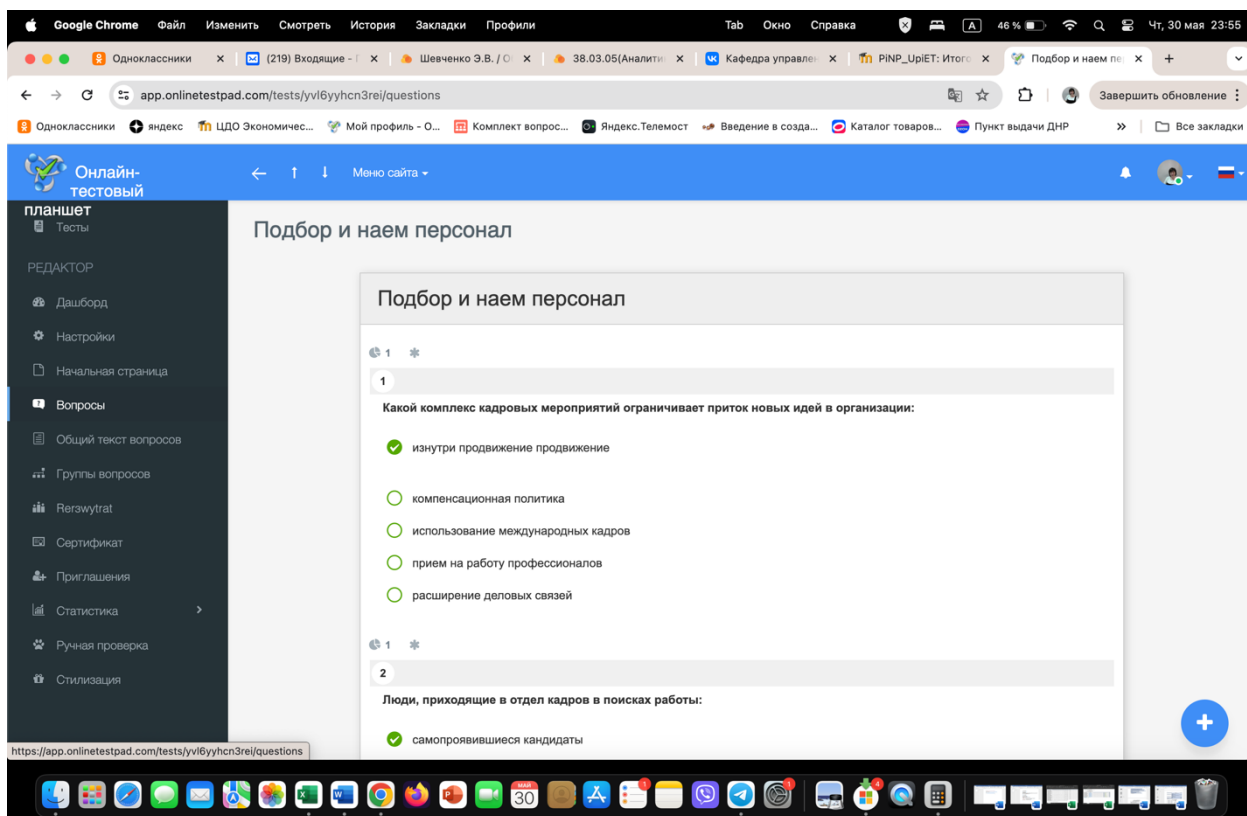 Google Chrome Файл Изменить Смотреть История Закладки Профили Tab Окно Справка A 46 % Чт, 30 мая 23:55
Одноклассники (219) Входящие - Шевченко Э.В. / О 38.03.05(Аналити Кафедра управлен PiNP_UpiET: Итого Подбор и наем пе
app.onlinetestpad.com/tests/yvl6yyhcn3rei/questions Завершить обновление
Одноклассники яндекс ЦДО Экономичес... Мой профиль - О... Комплект вопрос... Яндекс.Телемост Введение в созда... Каталог товаров... Пункт выдачи ДНР Все закладки
Онлайн-
тестовый
планшет
Меню сайта
Тесты
РЕДАКТОР
Дашборд
Настройки
Начальная страница
Вопросы
Общий текст вопросов
Группы вопросов
Rerзwytrat
Сертификат
Приглашения
Статистика
Ручная проверка
Стилизация
https://app.onlinetestpad.com/tests/yvl6yyhcn3rei/questions
Подбор и наем персонал
Подбор и наем персонал
1
1
Какой комплекс кадровых мероприятий ограничивает приток новых идей в организации:
изнутри продвижение продвижение
компенсационная политика
использование международных кадров
прием на работу профессионалов
расширение деловых связей
1
2
Люди, приходящие в отдел кадров в поисках работы:
самопроявившиеся кандидаты
МАЯ
30